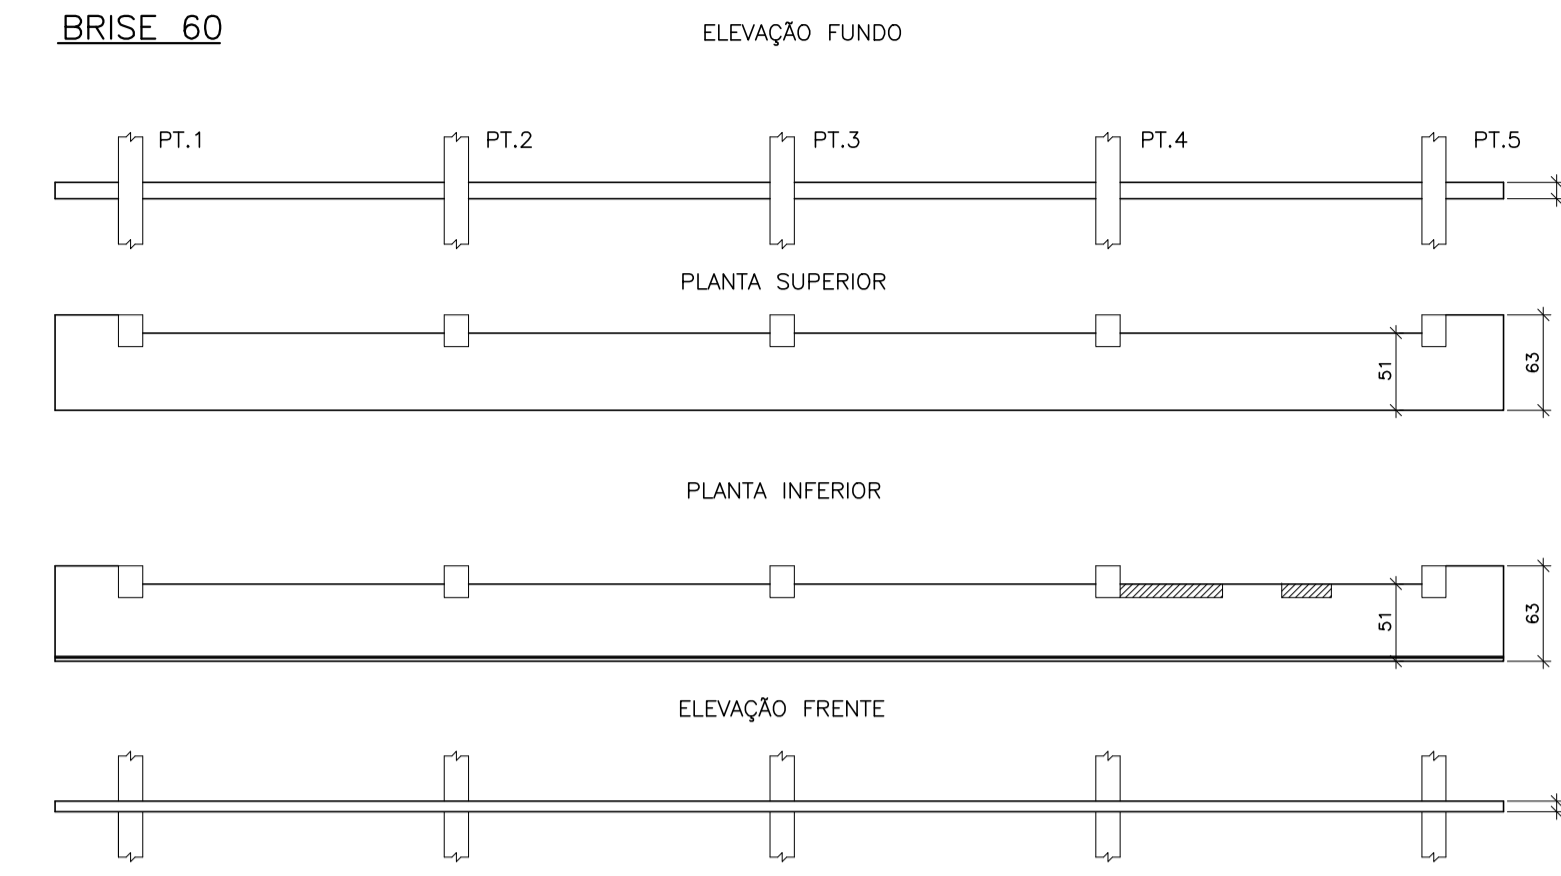 BRISE 60
ELEVAÇÃO FUNDO
PT.1 PT.2 PT.3 PT.4 PT.5
PLANTA SUPERIOR
51
63
PLANTA INFERIOR
51
63
ELEVAÇÃO FRENTE